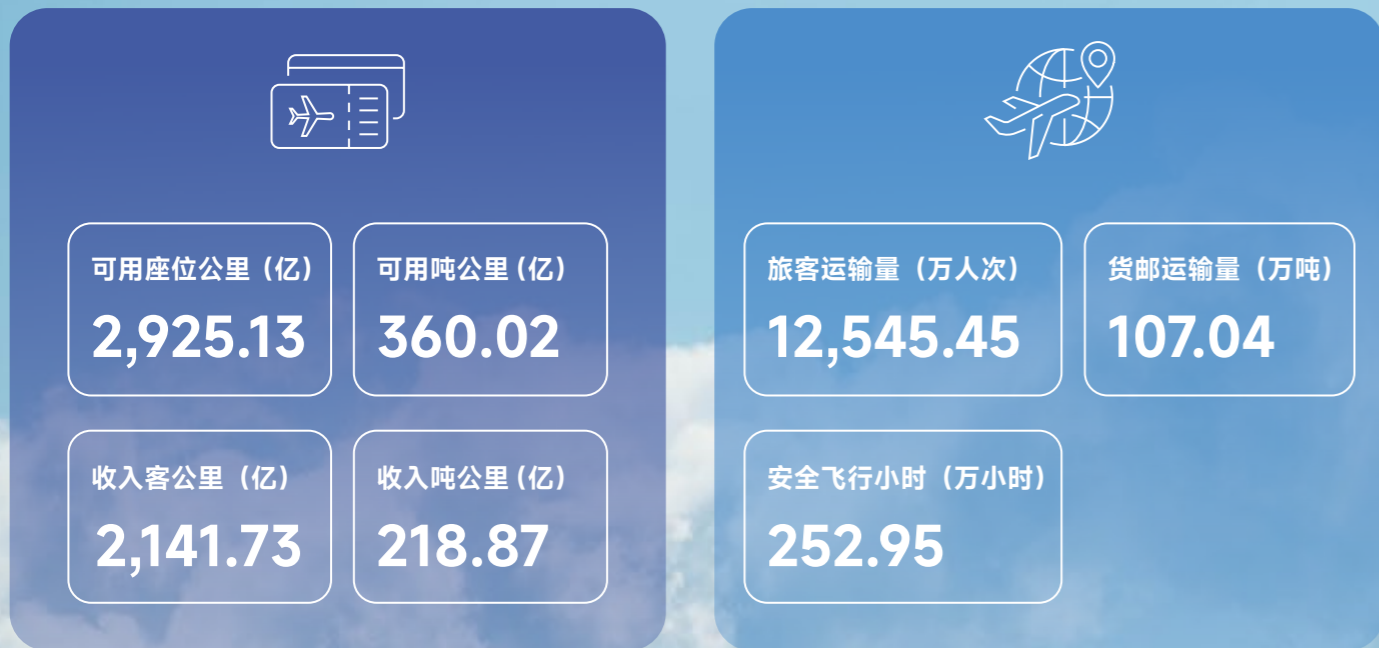 可用座位公里（亿）
2,925.13
可用吨公里（亿）
360.02
收入客公里（亿）
2,141.73
收入吨公里（亿）
218.87
旅客运输量（万人次）
12,545.45
货邮运输量（万吨）
107.04
安全飞行小时（万小时）
252.95